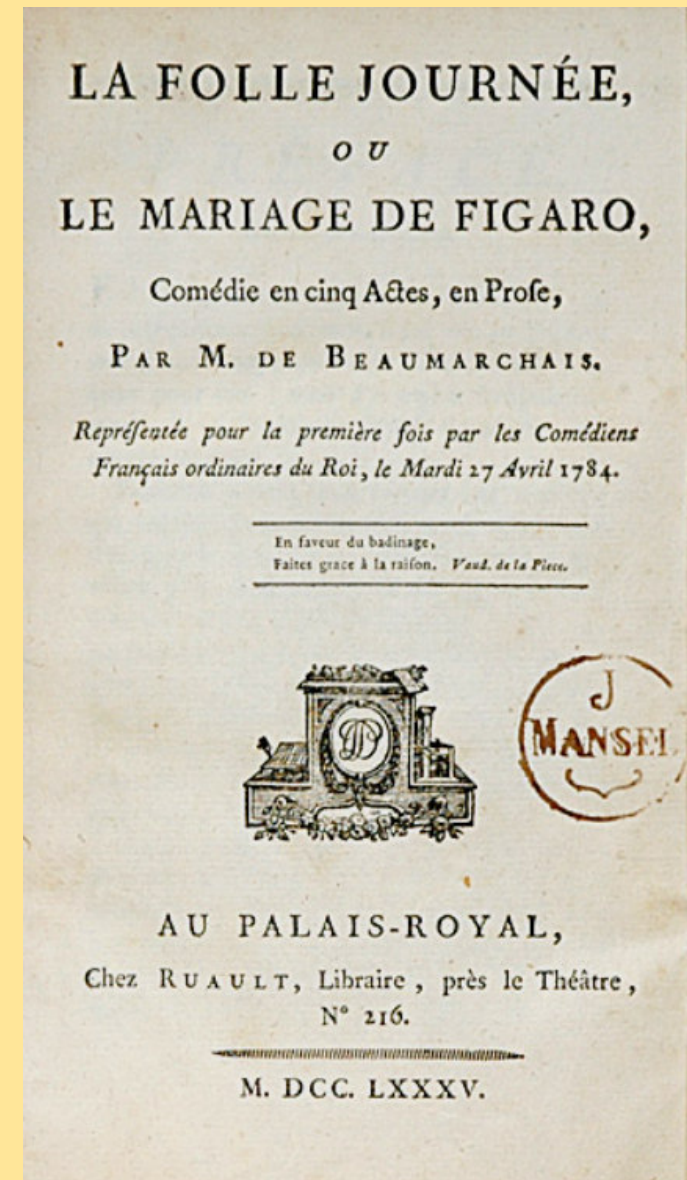 LA FOLLE JOURNÉE,
OU
LE MARIAGE DE FIGARO,
Comédie en cinq Actes, en Proſe,
PAR M. DE BEAUMARCHAIS.
Repréſentée pour la première fois par les Comédiens
Français ordinaires du Roi, le Mardi 27 Avril 1784.
En faveur du badinage,
Faites grace à la raiſon. Vaud. de la Piece.
J
MANSEL
AU PALAIS-ROYAL,
Chez RUAULT, Libraire, près le Théâtre,
N° 216.
M. DCC. LXXXV.